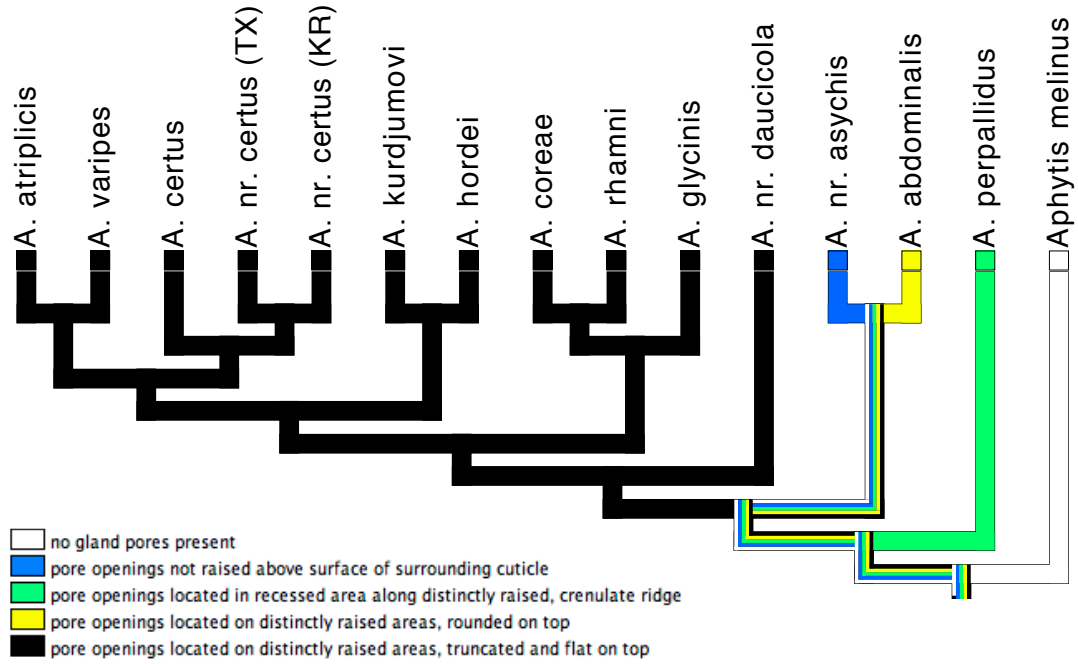 A. atriplicis
A. varipes
A. certus
A. nr. certus (TX)
A. nr. certus (KR)
A. kurdjumovi
A. hordei
A. coreae
A. rhamni
A. glycinis
A. nr. daucicola
A. nr. asychis
A. abdominalis
A. perpallidus
Aphytis melinus
no gland pores present
pore openings not raised above surface of surrounding cuticle
pore openings located in recessed area along distinctly raised, crenulate ridge
pore openings located on distinctly raised areas, rounded on top
pore openings located on distinctly raised areas, truncated and flat on top